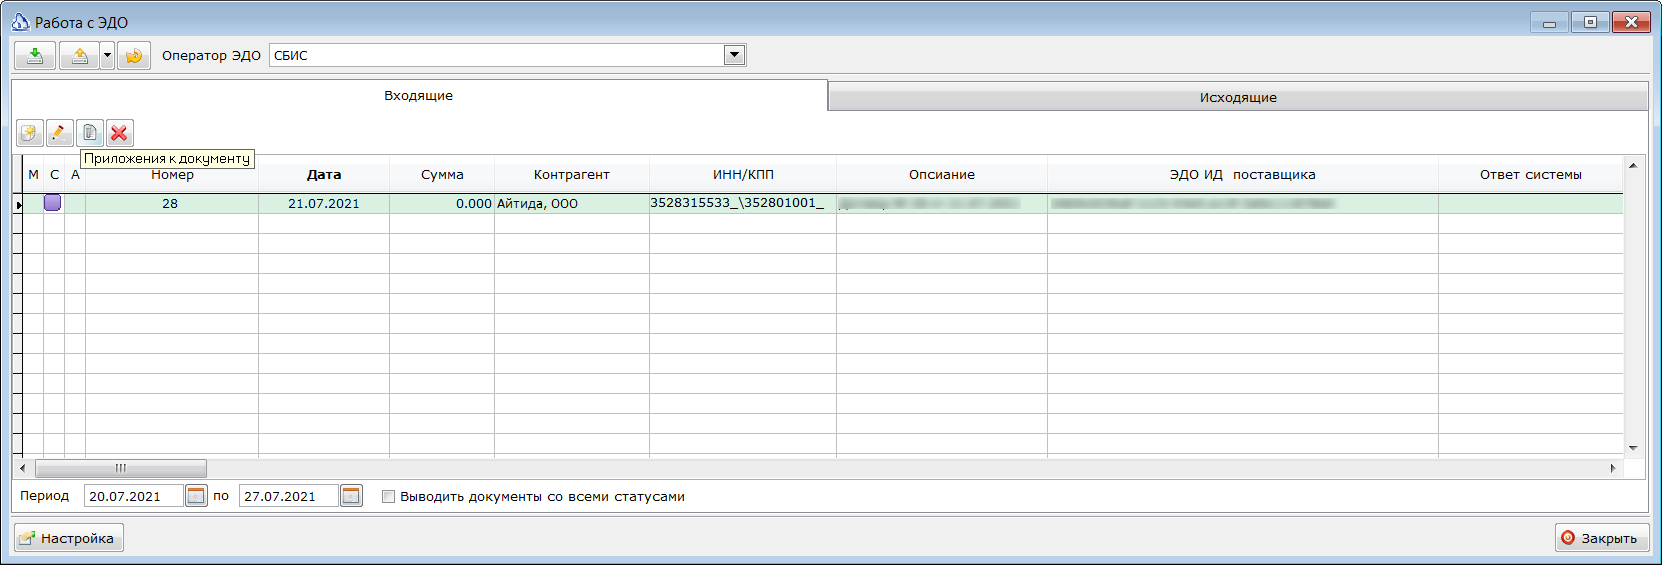 Работа с ЭДО
Оператор ЭДО СБИС
Входящие Исходящие
Приложения к документу
М С А Номер Дата Сумма Контрагент ИНН/КПП Опсиание ЭДО ИД поставщика Ответ системы
28 21.07.2021 0.000 Айтида, ООО 3528315533_\352801001_
Период 20.07.2021 по 27.07.2021 Выводить документы со всеми статусами
Настройка Закрыть